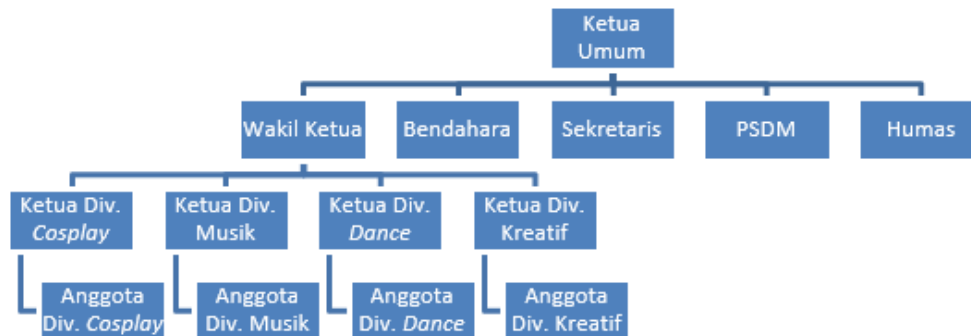 Ketua
Umum
Wakil Ketua
Bendahara
Sekretaris
PSDM
Humas
Ketua Div.
Cosplay
Ketua Div.
Musik
Ketua Div.
Dance
Ketua Div.
Kreatif
Anggota
Div. Cosplay
Anggota
Div. Musik
Anggota
Div. Dance
Anggota
Div. Kreatif